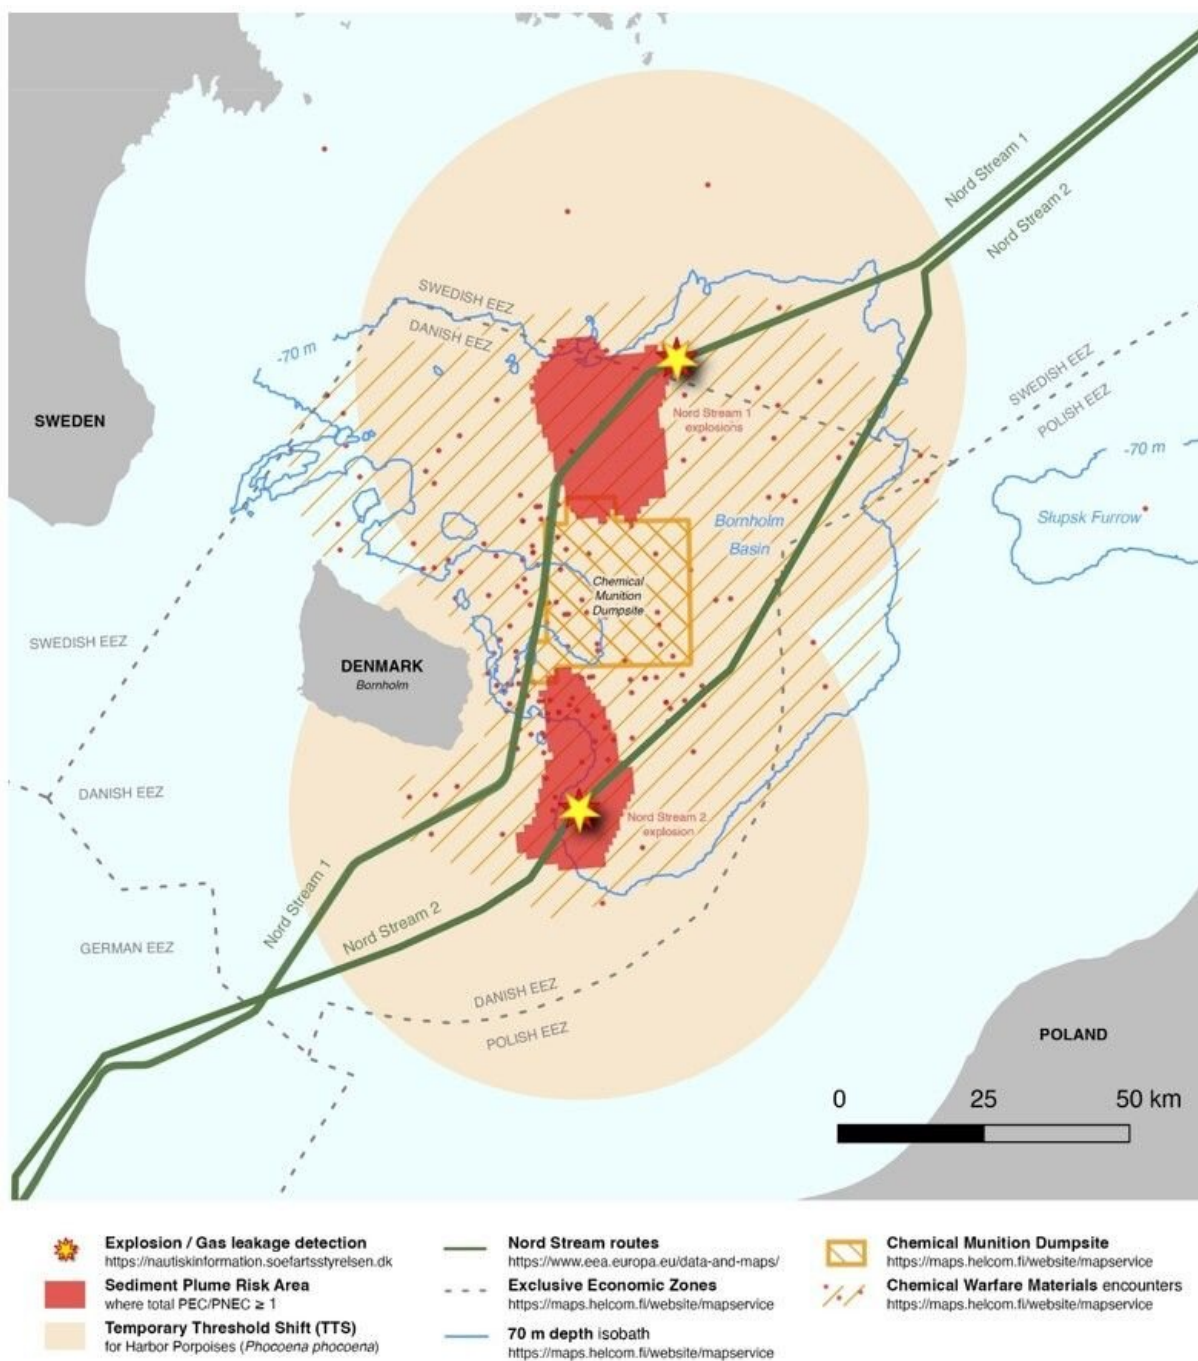 Nord Stream 1
Nord Stream 2
SWEDISH EEZ
DANISH EEZ
-70 m
SWEDISH EEZ
POLISH EEZ
SWEDEN
Nord Stream 1
explosions
-70 m
Bornholm
Basin
Słupsk Furrow
Chemical
Munition
Dumpsite
SWEDISH EEZ
DENMARK
Bornholm
DANISH EEZ
Nord Stream 2
explosion
Nord Stream 1
Nord Stream 2
GERMAN EEZ
DANISH EEZ
POLISH EEZ
POLAND
0 25 50 km
Explosion / Gas leakage detection
https://nautiskinformation.soefartsstyrelsen.dk
Sediment Plume Risk Area
where total PEC/PNEC ≥ 1
Temporary Threshold Shift (TTS)
for Harbor Porpoises (Phocoena phocoena)
Nord Stream routes
https://www.eea.europa.eu/data-and-maps/
Exclusive Economic Zones
https://maps.helcom.fi/website/mapservice
70 m depth isobath
https://maps.helcom.fi/website/mapservice
Chemical Munition Dumpsite
https://maps.helcom.fi/website/mapservice
Chemical Warfare Materials encounters
https://maps.helcom.fi/website/mapservice